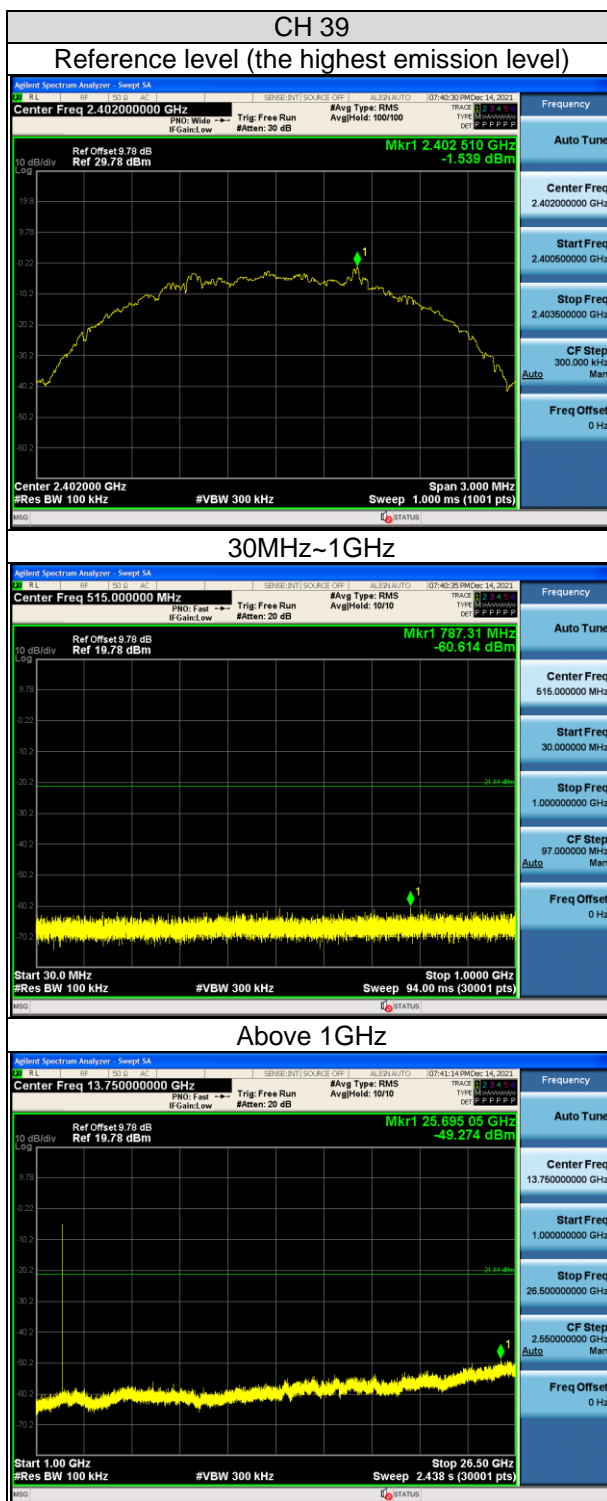 CH 39
Reference level (the highest emission level)
Agilent Spectrum Analyzer - Swept SA
RL RF 50 Ω AC SENSE:INT SOURCE OFF ALIGN AUTO 07:40:30 PM Dec 14, 2021
Center Freq 2.402000000 GHz
PNO: Wide
IFGain:Low
Trig: Free Run
#Atten: 30 dB
#Avg Type: RMS
Avg|Hold: 100/100
TRACE 1 2 3 4 5 6
TYPE M
DET P P P P P P
Frequency
Auto Tune
Ref Offset 9.78 dB
10 dB/div Ref 29.78 dBm
Log
Mkr1 2.402 510 GHz
-1.539 dBm
19.8
9.78
-0.22
-10.2
-20.2
-30.2
-40.2
-50.2
-60.2
1
Center Freq
2.402000000 GHz
Start Freq
2.400500000 GHz
Stop Freq
2.403500000 GHz
CF Step
300.000 kHz
Auto Man
Freq Offset
0 Hz
Center 2.402000 GHz Span 3.000 MHz
#Res BW 100 kHz #VBW 300 kHz Sweep 1.000 ms (1001 pts)
MSG STATUS
30MHz~1GHz
Agilent Spectrum Analyzer - Swept SA
RL RF 50 Ω AC SENSE:INT SOURCE OFF ALIGN AUTO 07:40:35 PM Dec 14, 2021
Center Freq 515.000000 MHz
PNO: Fast
IFGain:Low
Trig: Free Run
#Atten: 20 dB
#Avg Type: RMS
Avg|Hold: 10/10
TRACE 1 2 3 4 5 6
TYPE M
DET P P P P P P
Frequency
Auto Tune
Ref Offset 9.78 dB
10 dB/div Ref 19.78 dBm
Log
Mkr1 787.31 MHz
-60.614 dBm
9.78
-0.22
-10.2
-20.2
-30.2
-40.2
-50.2
-60.2
-70.2
-21.54 dBm
1
Center Freq
515.000000 MHz
Start Freq
30.000000 MHz
Stop Freq
1.000000000 GHz
CF Step
97.000000 MHz
Auto Man
Freq Offset
0 Hz
Start 30.0 MHz Stop 1.0000 GHz
#Res BW 100 kHz #VBW 300 kHz Sweep 94.00 ms (30001 pts)
MSG STATUS
Above 1GHz
Agilent Spectrum Analyzer - Swept SA
RL RF 50 Ω AC SENSE:INT SOURCE OFF ALIGN AUTO 07:41:14 PM Dec 14, 2021
Center Freq 13.750000000 GHz
PNO: Fast
IFGain:Low
Trig: Free Run
#Atten: 20 dB
#Avg Type: RMS
Avg|Hold: 10/10
TRACE 1 2 3 4 5 6
TYPE M
DET P P P P P P
Frequency
Auto Tune
Ref Offset 9.78 dB
10 dB/div Ref 19.78 dBm
Log
Mkr1 25.695 05 GHz
-49.274 dBm
9.78
-0.22
-10.2
-20.2
-30.2
-40.2
-50.2
-60.2
-70.2
-21.54 dBm
1
Center Freq
13.750000000 GHz
Start Freq
1.000000000 GHz
Stop Freq
26.500000000 GHz
CF Step
2.550000000 GHz
Auto Man
Freq Offset
0 Hz
Start 1.00 GHz Stop 26.50 GHz
#Res BW 100 kHz #VBW 300 kHz Sweep 2.438 s (30001 pts)
MSG STATUS